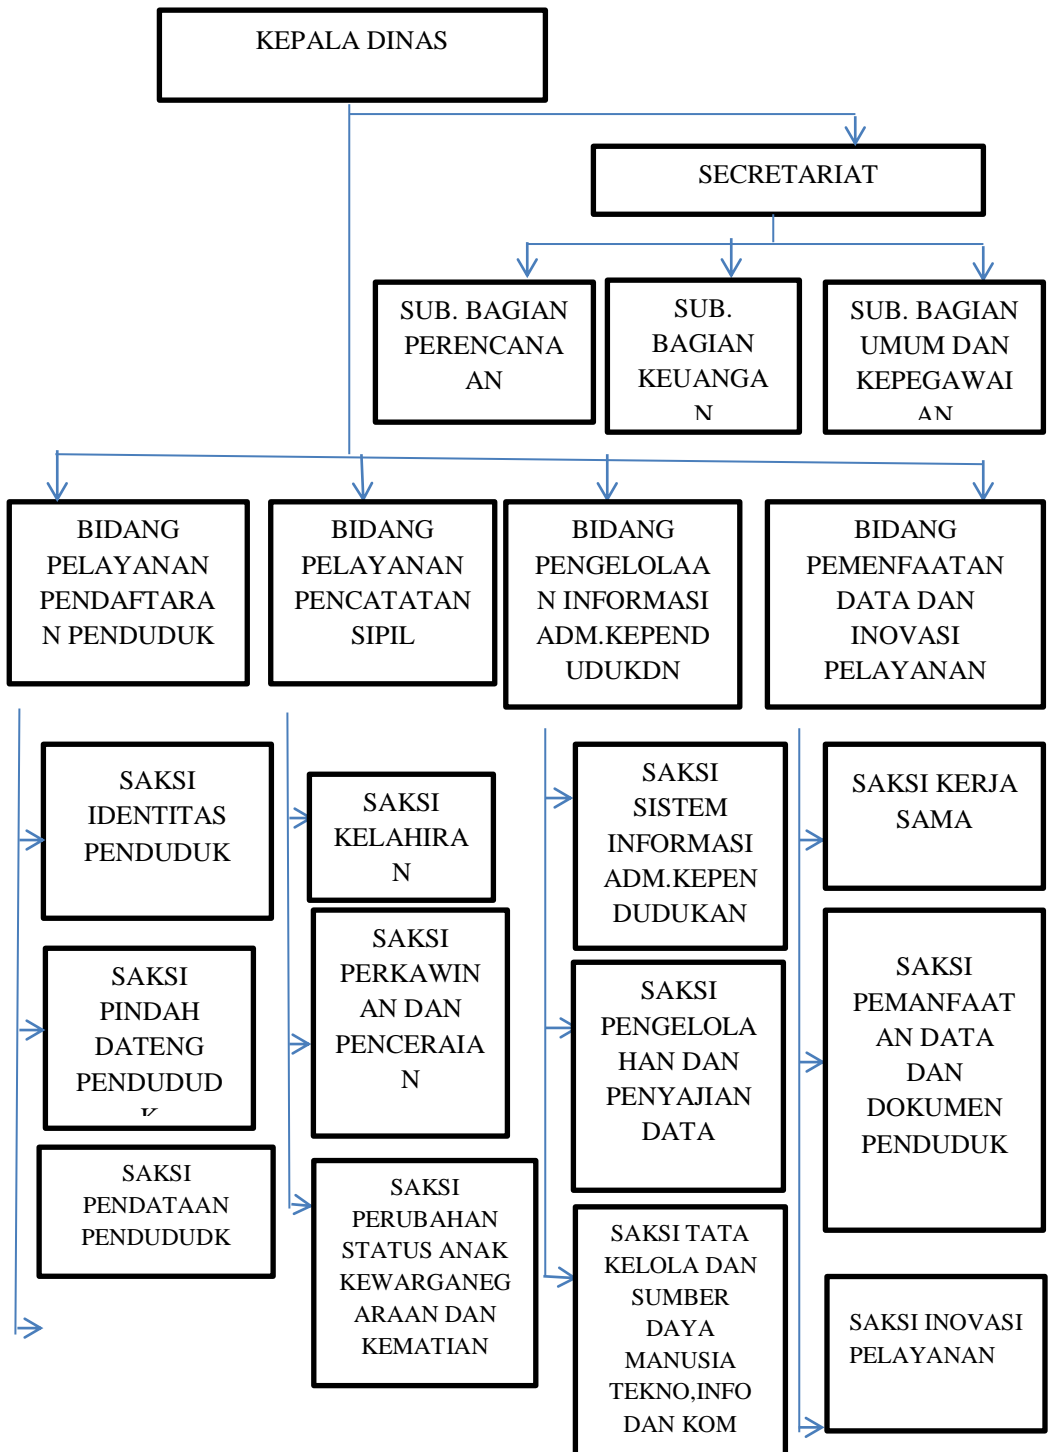 KEPALA DINAS
SECRETARIAT
SUB. BAGIAN
PERENCANA
AN
SUB.
BAGIAN
KEUANGA
N
SUB. BAGIAN
UMUM DAN
KEPEGAWAI
AN
BIDANG
PELAYANAN
PENDAFTARA
N PENDUDUK
BIDANG
PELAYANAN
PENCATATAN
SIPIL
BIDANG
PENGELOLAA
N INFORMASI
ADM.KEPEND
UDUKDN
BIDANG
PEMENFAATAN
DATA DAN
INOVASI
PELAYANAN
SAKSI
IDENTITAS
PENDUDUK
SAKSI
PINDAH
DATENG
PENDUDUD
K
SAKSI
PENDATAAN
PENDUDUDK
SAKSI
KELAHIRA
N
SAKSI
PERKAWIN
AN DAN
PENCERAIA
N
SAKSI
PERUBAHAN
STATUS ANAK
KEWARGANEG
ARAAN DAN
KEMATIAN
SAKSI
SISTEM
INFORMASI
ADM.KEPEN
DUDUKAN
SAKSI
PENGELOLA
HAN DAN
PENYAJIAN
DATA
SAKSI TATA
KELOLA DAN
SUMBER
DAYA
MANUSIA
TEKNO,INFO
DAN KOM
SAKSI KERJA
SAMA
SAKSI
PEMANFAAT
AN DATA
DAN
DOKUMEN
PENDUDUK
SAKSI INOVASI
PELAYANAN